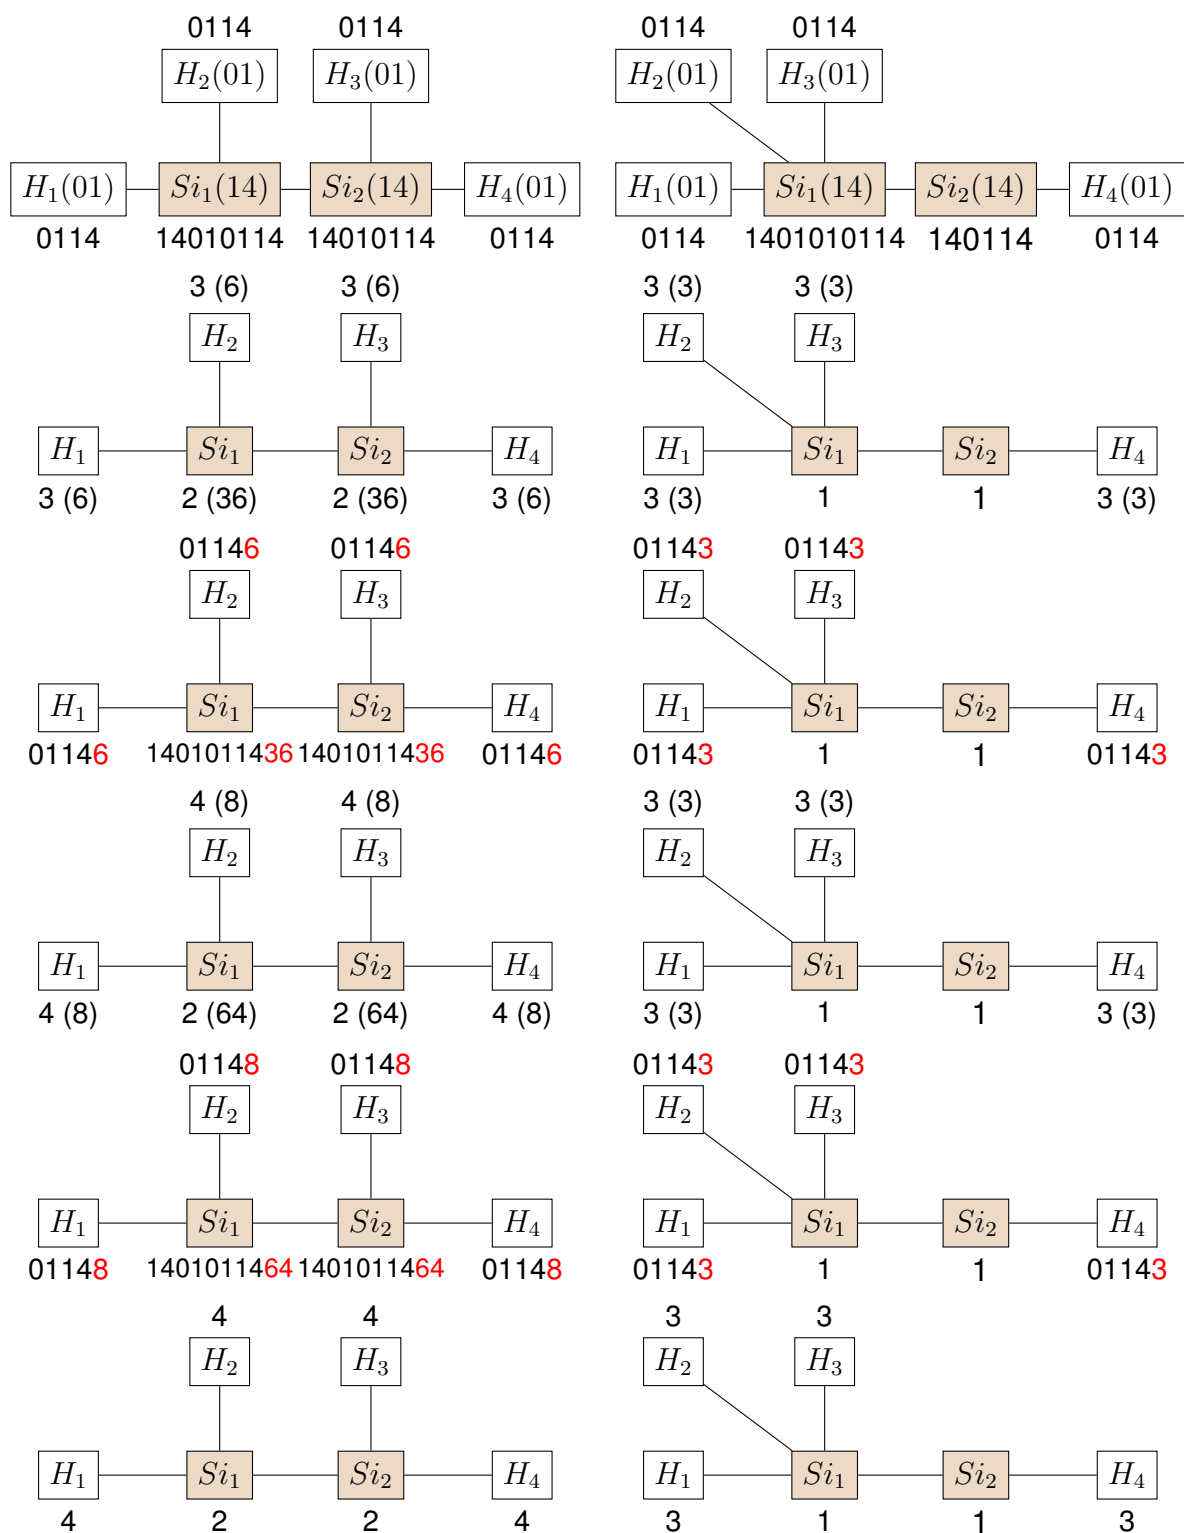 0114 0114 0114 0114
H₂(01) H₃(01) H₂(01) H₃(01)
H₁(01) Si₁(14) Si₂(14) H₄(01) H₁(01) Si₁(14) Si₂(14) H₄(01)
0114 14010114 14010114 0114 0114 1401010114 140114 0114
3 (6) 3 (6) 3 (3) 3 (3)
H₂ H₃ H₂ H₃
H₁ Si₁ Si₂ H₄ H₁ Si₁ Si₂ H₄
3 (6) 2 (36) 2 (36) 3 (6) 3 (3) 1 1 3 (3)
01146 01146 01143 01143
H₂ H₃ H₂ H₃
H₁ Si₁ Si₂ H₄ H₁ Si₁ Si₂ H₄
01146 1401011436 1401011436 01146 01143 1 1 01143
4 (8) 4 (8) 3 (3) 3 (3)
H₂ H₃ H₂ H₃
H₁ Si₁ Si₂ H₄ H₁ Si₁ Si₂ H₄
4 (8) 2 (64) 2 (64) 4 (8) 3 (3) 1 1 3 (3)
01148 01148 01143 01143
H₂ H₃ H₂ H₃
H₁ Si₁ Si₂ H₄ H₁ Si₁ Si₂ H₄
01148 1401011464 1401011464 01148 01143 1 1 01143
4 4 3 3
H₂ H₃ H₂ H₃
H₁ Si₁ Si₂ H₄ H₁ Si₁ Si₂ H₄
4 2 2 4 3 1 1 3